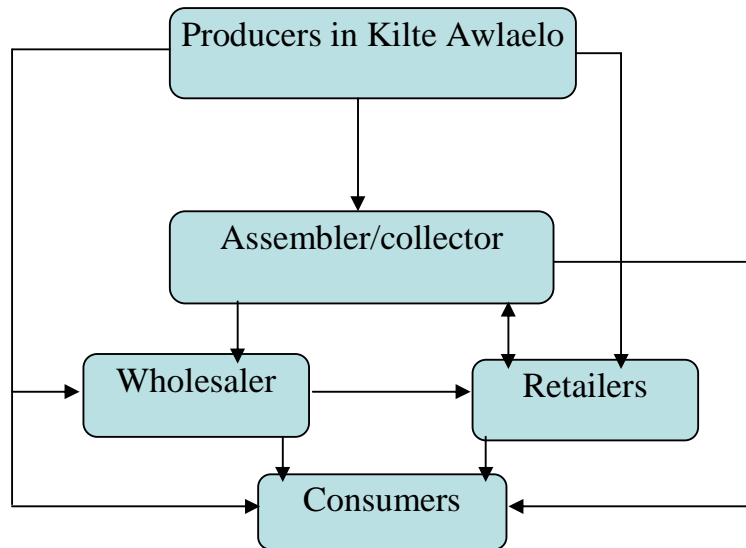 Producers in Kilte Awlaelo
Assembler/collector
Wholesaler
Retailers
Consumers